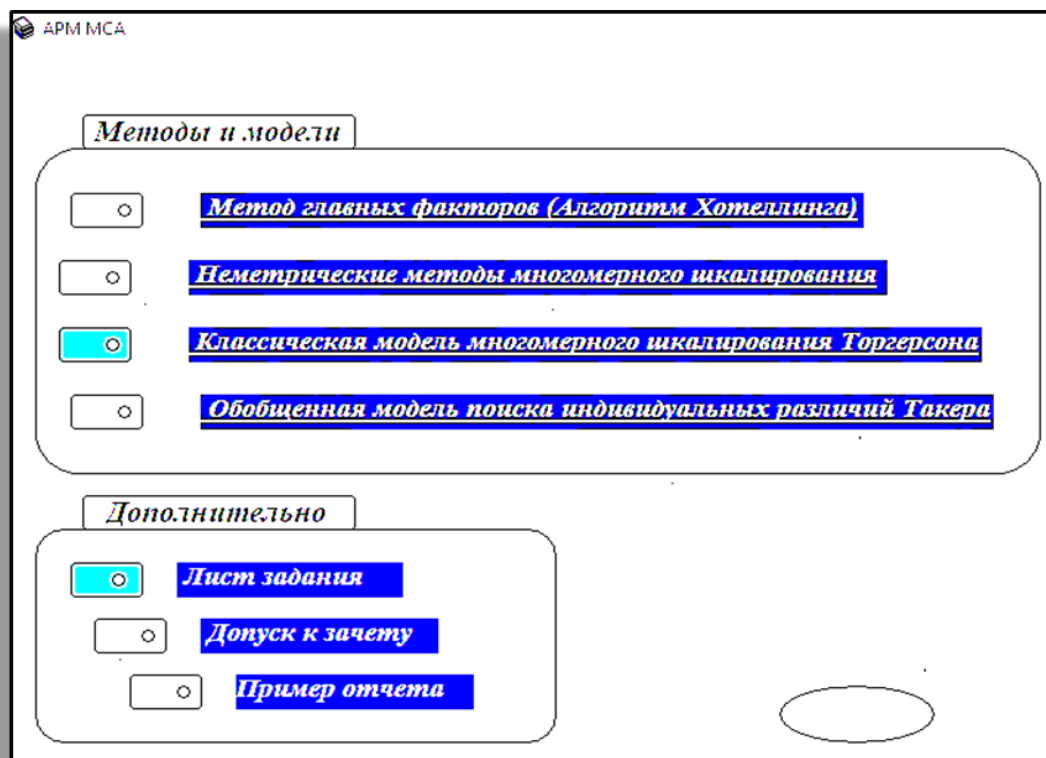 АРМ МСА
Методы и модели
Метод главных факторов (Алгоритм Хотеллинга)
Неметрические методы многомерного шкалирования
Классическая модель многомерного шкалирования Торгерсона
Обобщенная модель поиска индивидуальных различий Такера
Дополнительно
Лист задания
Допуск к зачету
Пример отчета